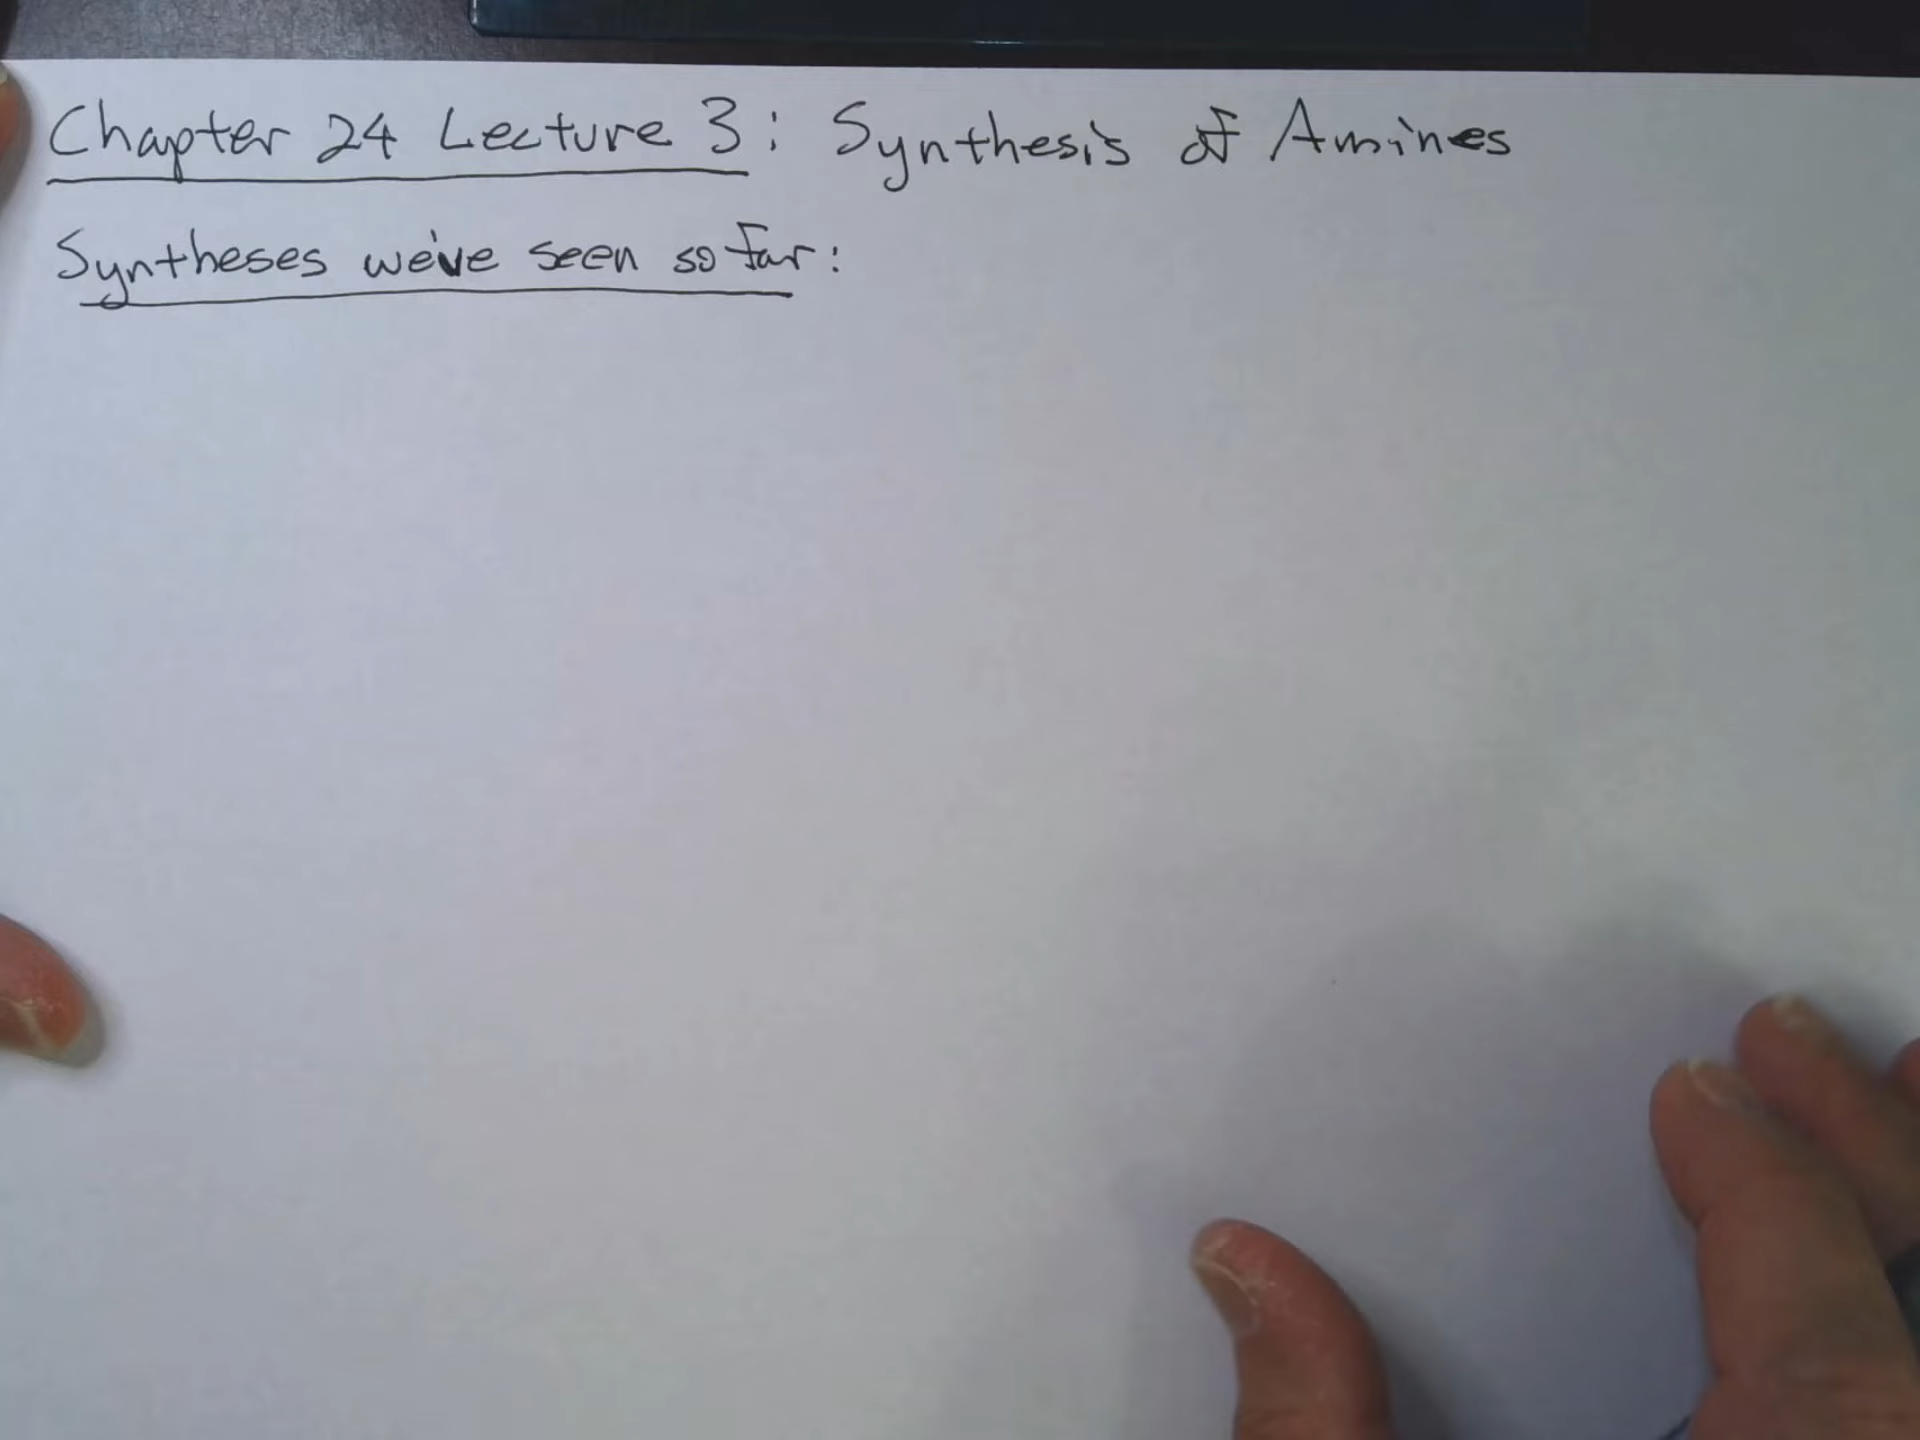 Chapter 24 Lecture 3: Synthesis of Amines
Syntheses we've seen so far: